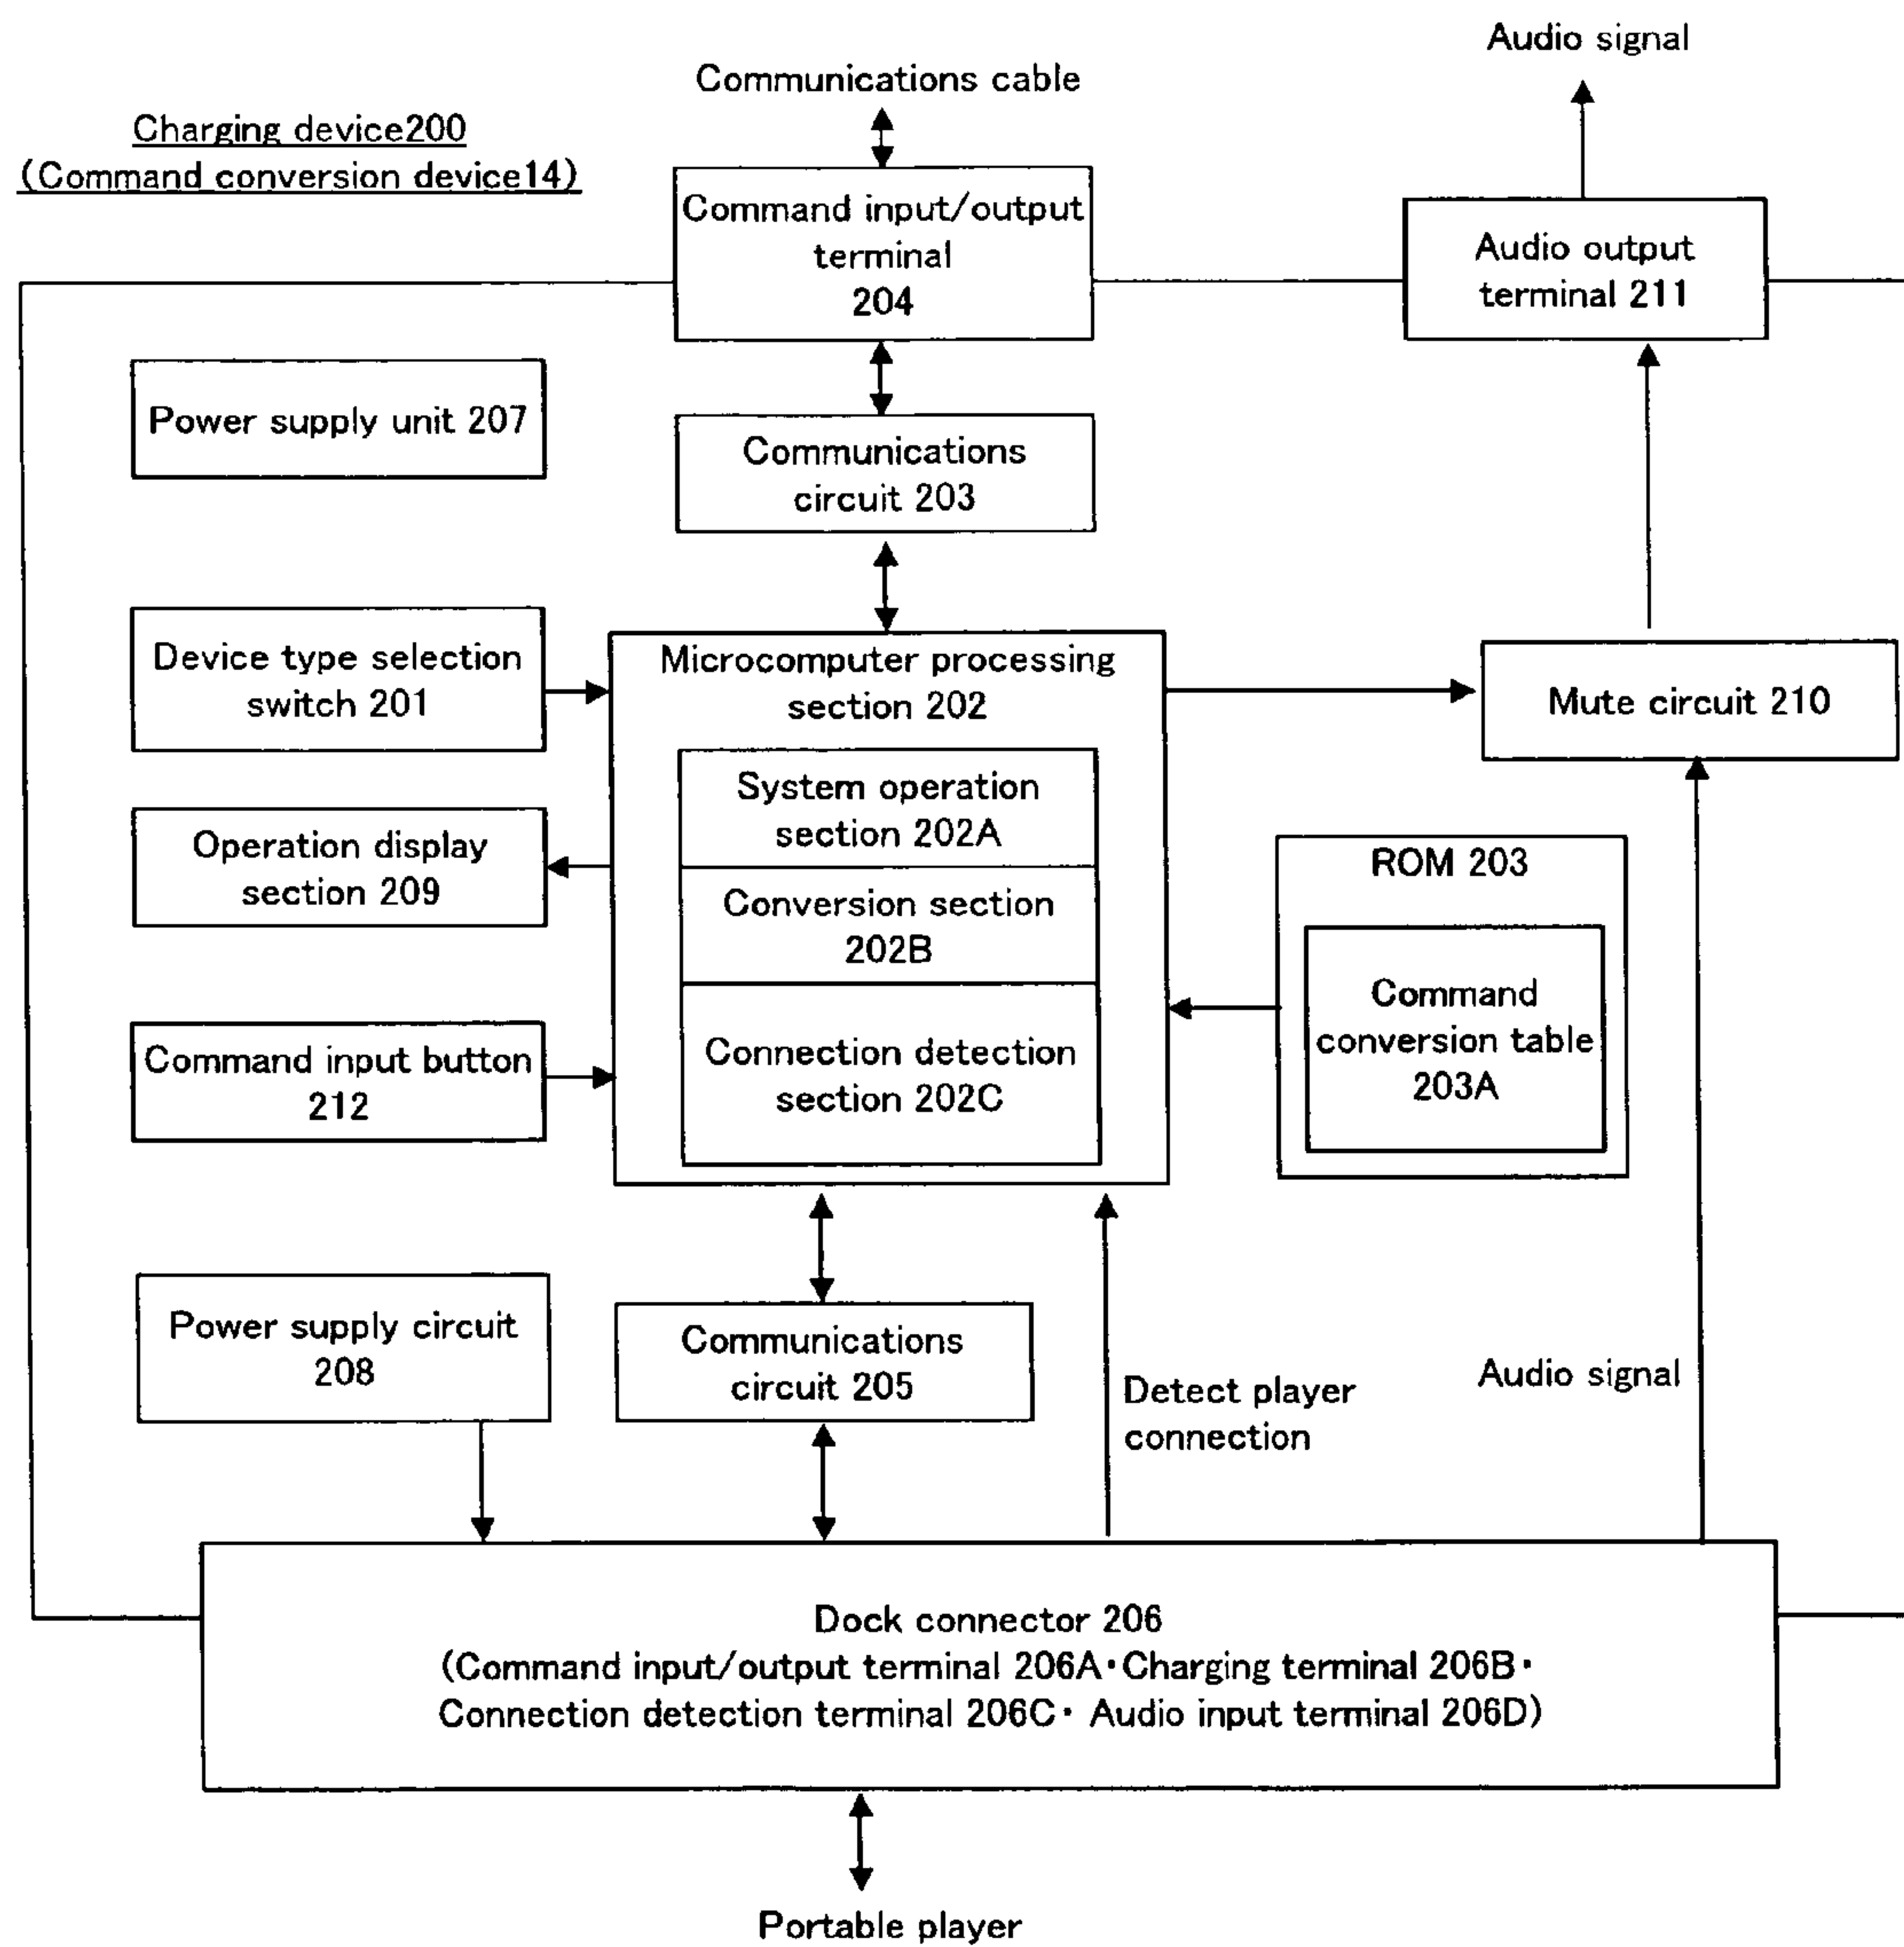 Audio signal
Communications cable
Charging device200
(Command conversion device14)
Command input/output
terminal
204
Audio output
terminal 211
Power supply unit 207
Communications
circuit 203
Device type selection
switch 201
Microcomputer processing
section 202
Mute circuit 210
System operation
section 202A
Operation display
section 209
ROM 203
Conversion section
202B
Command
conversion table
203A
Command input button
212
Connection detection
section 202C
Power supply circuit
208
Communications
circuit 205
Detect player
connection
Audio signal
Dock connector 206
(Command input/output terminal 206A・Charging terminal 206B・
Connection detection terminal 206C・ Audio input terminal 206D)
Portable player